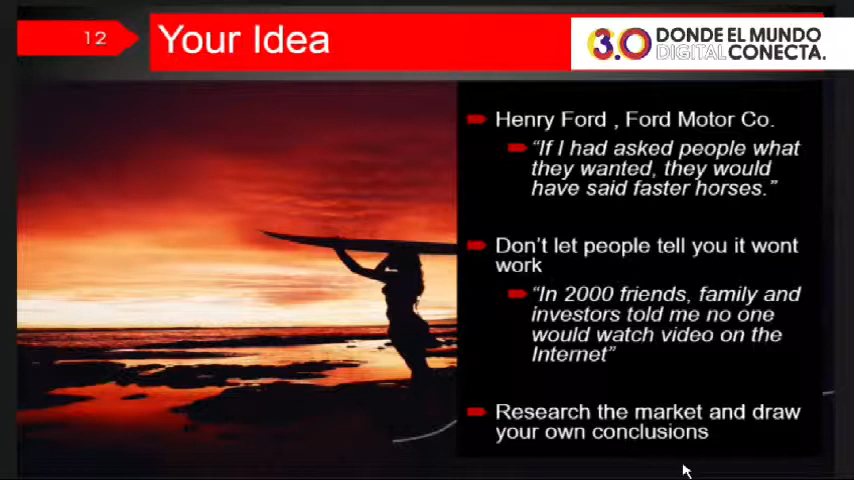 12
Your Idea
3.0 DONDE EL MUNDO
DIGITAL CONECTA.
Henry Ford , Ford Motor Co.
“If I had asked people what
they wanted, they would
have said faster horses.”
Don’t let people tell you it wont
work
“In 2000 friends, family and
investors told me no one
would watch video on the
Internet”
Research the market and draw
your own conclusions